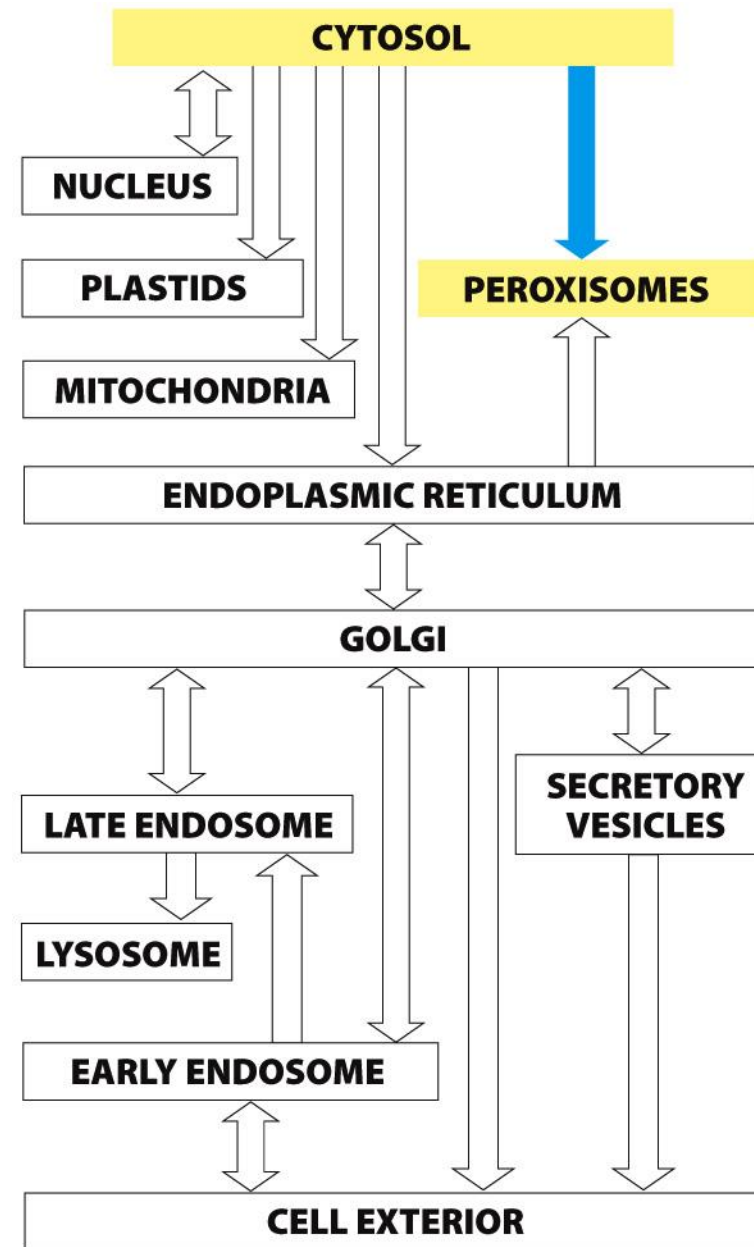 CYTOSOL
NUCLEUS
PLASTIDS
PEROXISOMES
MITOCHONDRIA
ENDOPLASMIC RETICULUM
GOLGI
LATE ENDOSOME
SECRETORY
VESICLES
LYSOSOME
EARLY ENDOSOME
CELL EXTERIOR